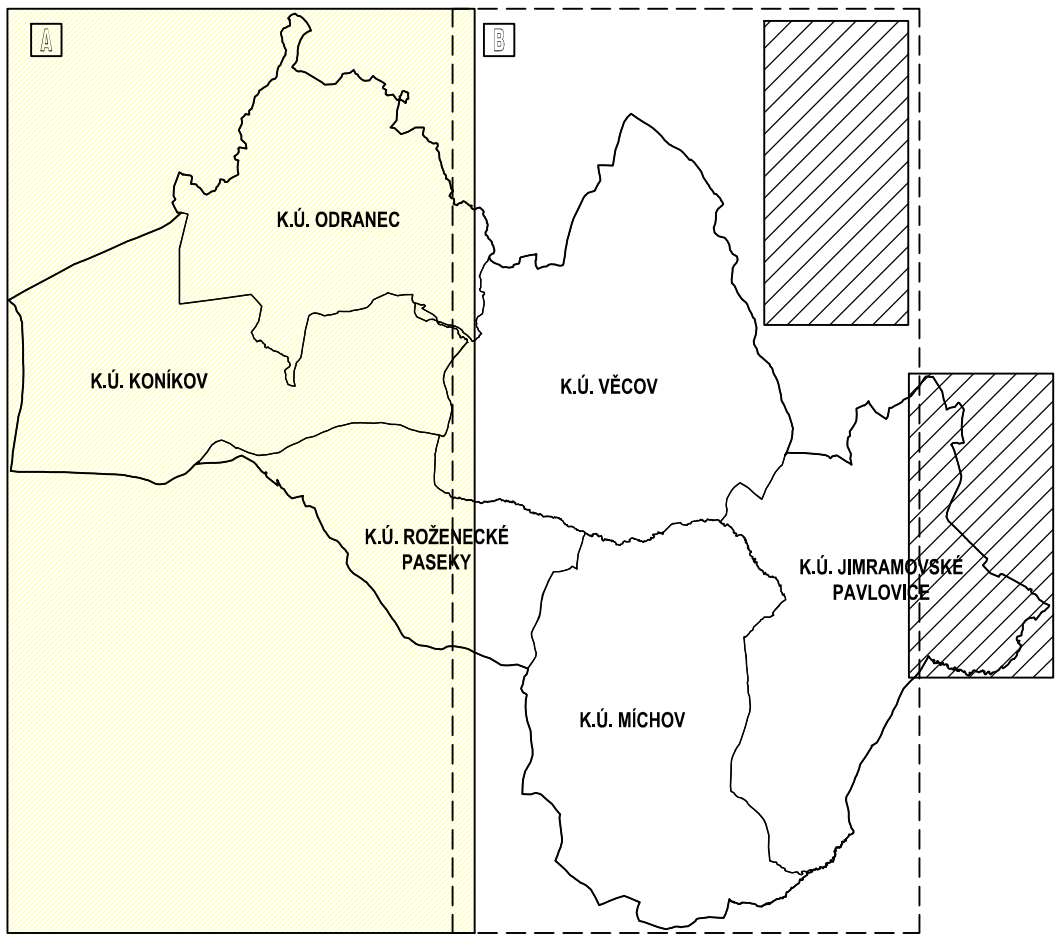 A
B
K.Ú. ODRANEC
K.Ú. KONÍKOV
K.Ú. VĚCOV
K.Ú. ROŽENECKÉ
PASEKY
K.Ú. JIMRAMOVSKÉ
PAVLOVICE
K.Ú. MÍCHOV